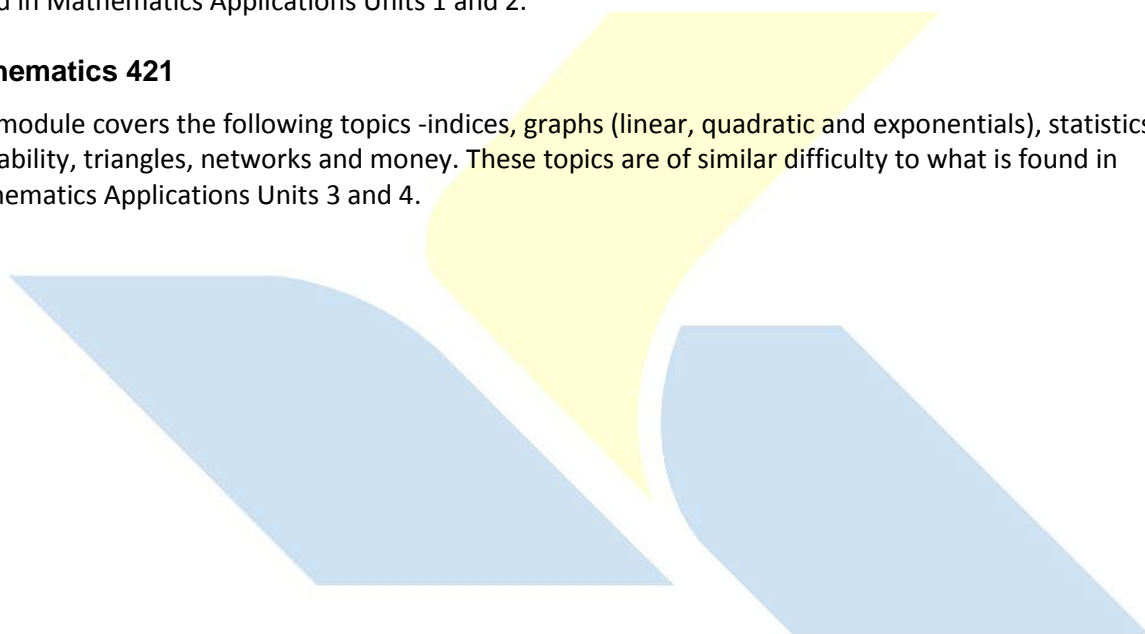 in Mathematics Applications Units 1 and 2.
hematics 421
module covers the following topics -indices, graphs (linear, quadratic and exponentials), statistics
ability, triangles, networks and money. These topics are of similar difficulty to what is found in
hematics Applications Units 3 and 4.